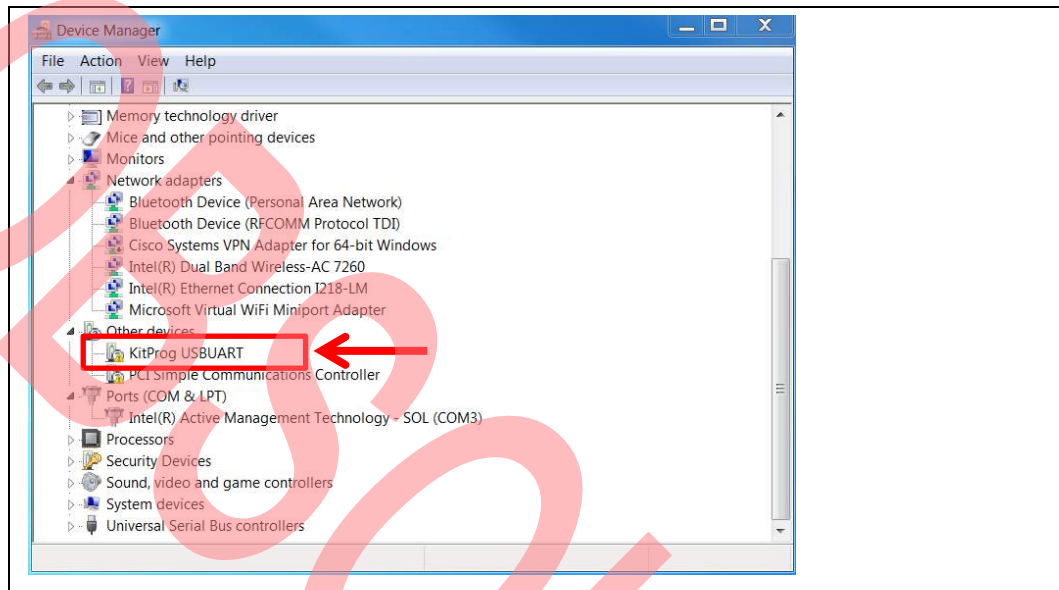 Device Manager
File Action View Help
Memory technology driver
Mice and other pointing devices
Monitors
Network adapters
Bluetooth Device (Personal Area Network)
Bluetooth Device (RFCOMM Protocol TDI)
Cisco Systems VPN Adapter for 64-bit Windows
Intel(R) Dual Band Wireless-AC 7260
Intel(R) Ethernet Connection I218-LM
Microsoft Virtual WiFi Miniport Adapter
Other devices
KitProg USBUART
PCI Simple Communications Controller
Ports (COM & LPT)
Intel(R) Active Management Technology - SOL (COM3)
Processors
Security Devices
Sound, video and game controllers
System devices
Universal Serial Bus controllers